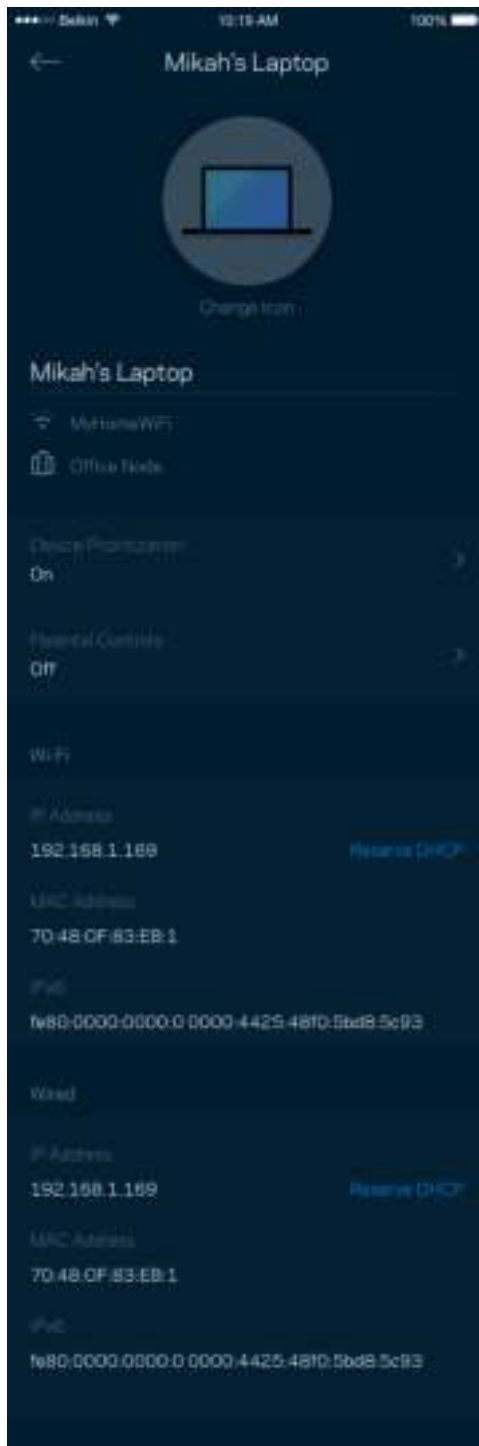 Belkin 10:19 AM 100%
Mikah's Laptop
Change Icon
Mikah's Laptop
MyHomeWiFi
Office Node
Device Prioritization
On
Parental Controls
Off
Wi-Fi
IP Address
192.168.1.169 Reserve DHCP
MAC Address
70:48:0F:83:EB:1
IPv6
fe80:0000:0000:0 0000:4425:48f0:5bd8:5c93
Wired
IP Address
192.168.1.169 Reserve DHCP
MAC Address
70:48:0F:83:EB:1
IPv6
fe80:0000:0000:0 0000:4425:48f0:5bd8:5c93